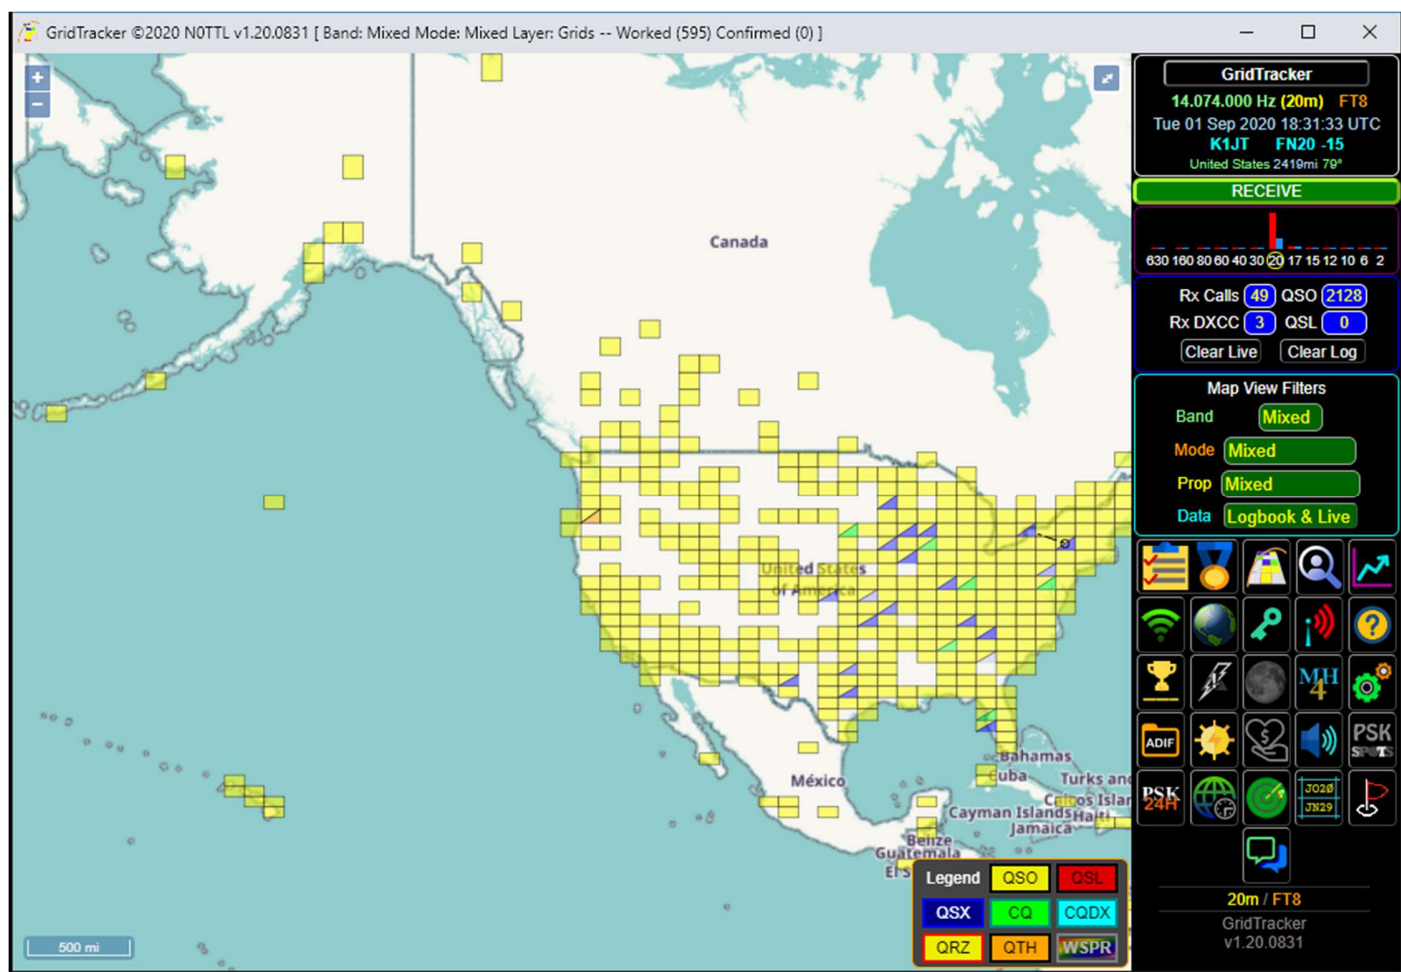 GridTracker ©2020 N0TTL v1.20.0831 [ Band: Mixed Mode: Mixed Layer: Grids -- Worked (595) Confirmed (0) ]
+
−
Canada
United States
of America
México
Bahamas
Cuba
Turks and
Caicos Islan
Cayman Islands
Haiti
Jamaica
Belize
Guatemala
El S
500 mi
Legend QSO QSL
QSX CQ CQDX
QRZ QTH WSPR
GridTracker
14.074.000 Hz (20m) FT8
Tue 01 Sep 2020 18:31:33 UTC
K1JT FN20 -15
United States 2419mi 79°
RECEIVE
630 160 80 60 40 30 20 17 15 12 10 6 2
Rx Calls 49 QSO 2128
Rx DXCC 3 QSL 0
Clear Live Clear Log
Map View Filters
Band Mixed
Mode Mixed
Prop Mixed
Data Logbook & Live
?
MH
4
ADIF
$
PSK
SPOTS
PSK
24H
JO20
JN29
20m / FT8
GridTracker
v1.20.0831